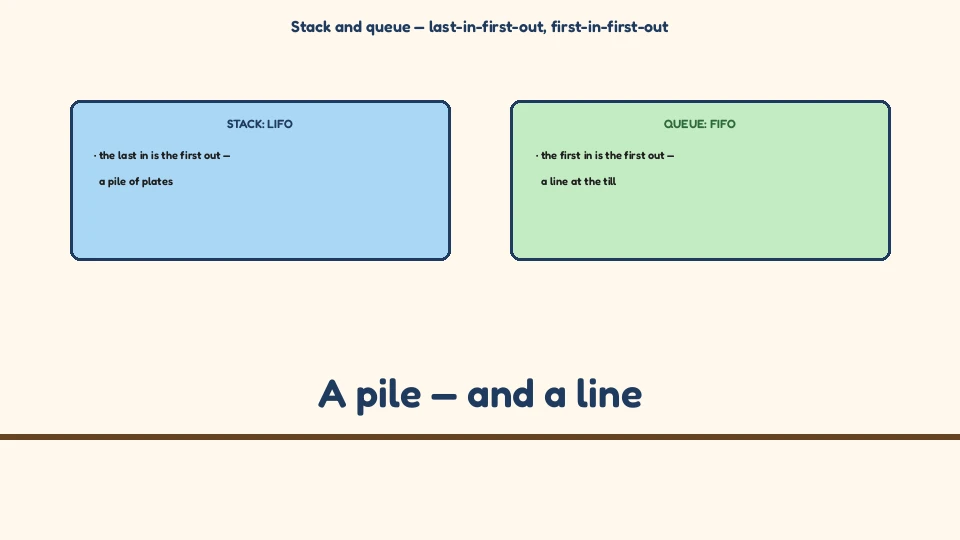 Stack and queue — last-in-first-out, first-in-first-out
STACK: LIFO
· the last in is the first out —
a pile of plates
QUEUE: FIFO
· the first in is the first out —
a line at the till
A pile — and a line